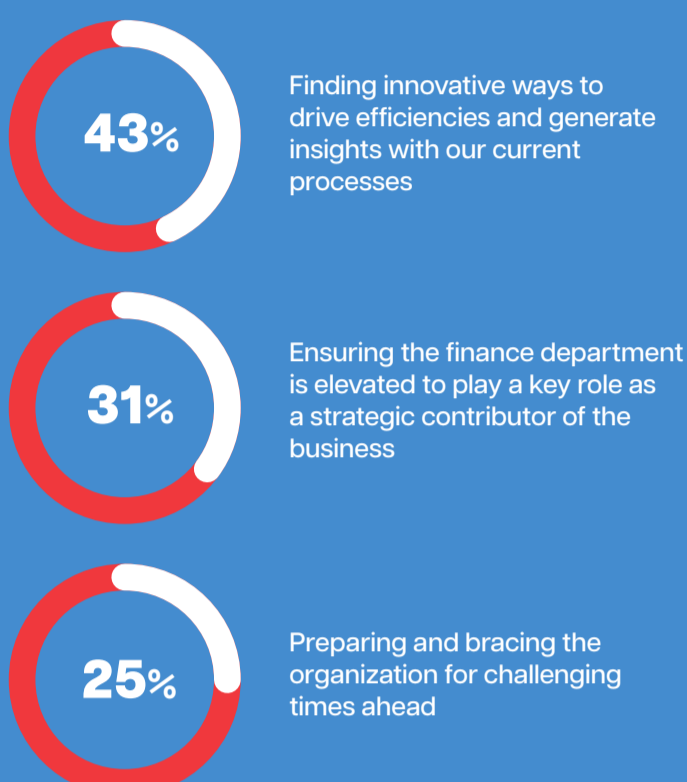 43%
Finding innovative ways to
drive efficiencies and generate
insights with our current
processes
31%
Ensuring the finance department
is elevated to play a key role as
a strategic contributor of the
business
25%
Preparing and bracing the
organization for challenging
times ahead